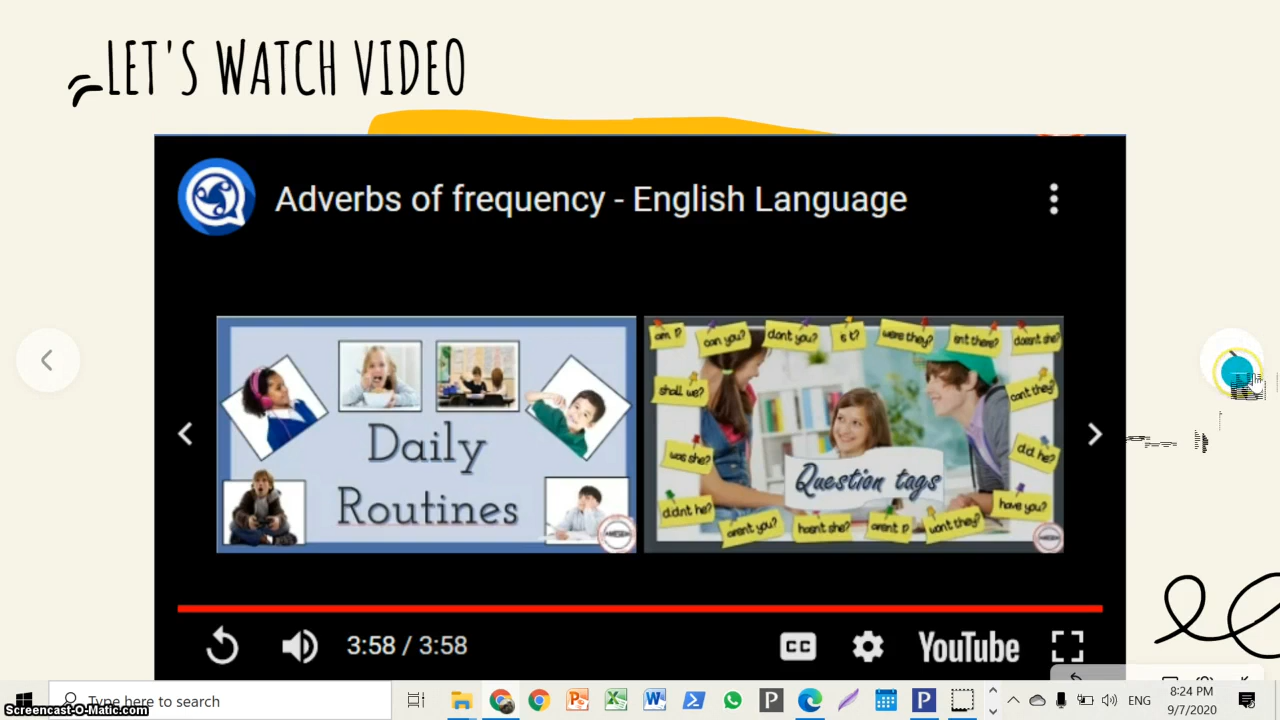 LET'S WATCH VIDEO
Adverbs of frequency - English Language
Daily
Routines
am I?
can you?
dont you?
is it?
were they?
isnt there?
doesnt she?
shall we?
cant they?
was she?
did he?
Question tags
didnt he?
have you?
arent you?
hasnt she?
arent I?
wont they?
3:58 / 3:58
CC
YouTube
Type here to search
ENG
8:24 PM
9/7/2020
Screencast-O-Matic.com